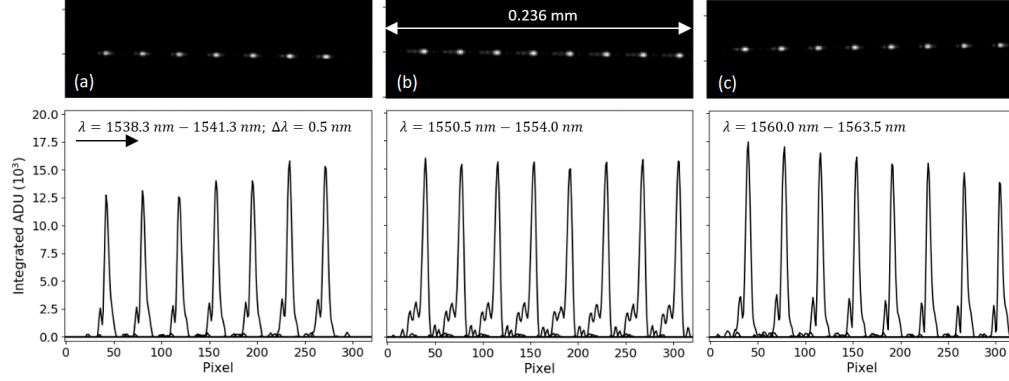 0.236 mm
(a)
(b)
(c)
λ = 1538.3 nm − 1541.3 nm; Δλ = 0.5 nm
λ = 1550.5 nm − 1554.0 nm
λ = 1560.0 nm − 1563.5 nm
Integrated ADU (10³)
20.0
17.5
15.0
12.5
10.0
7.5
5.0
2.5
0.0
0 50 100 150 200 250 300
0 50 100 150 200 250 300
0 50 100 150 200 250 300
Pixel
Pixel
Pixel